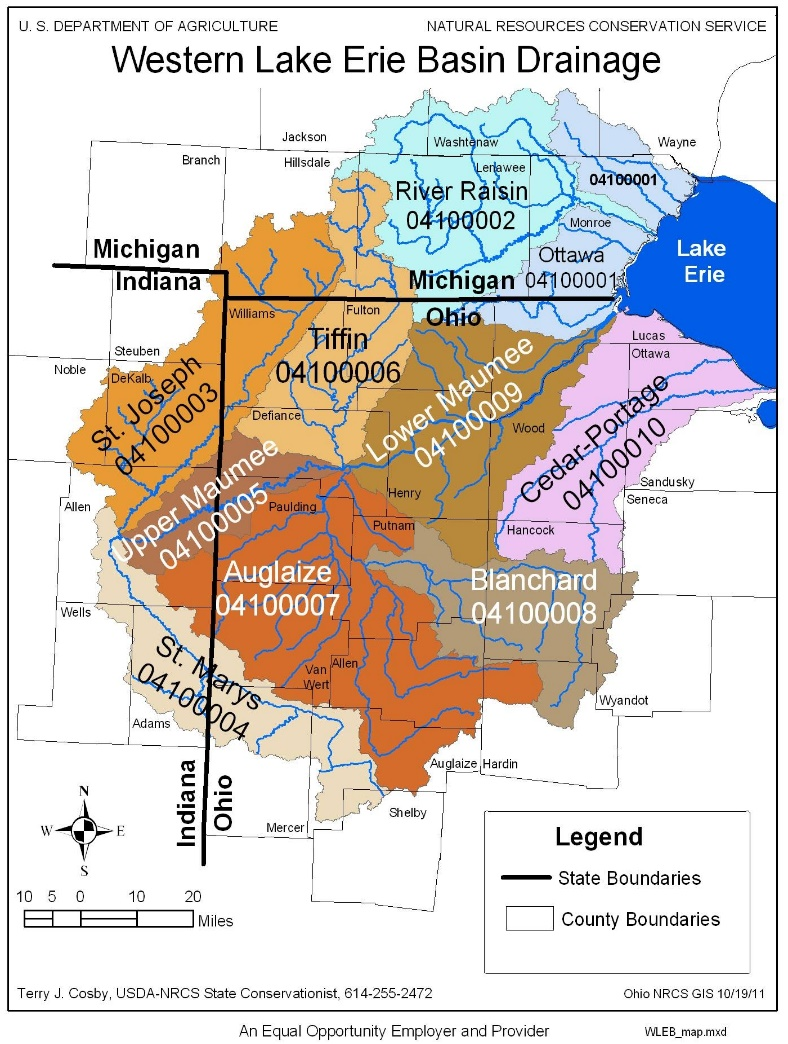 U. S. DEPARTMENT OF AGRICULTURE
NATURAL RESOURCES CONSERVATION SERVICE
Western Lake Erie Basin Drainage
Jackson
Washtenaw
Wayne
Branch
Hillsdale
Lenawee
04100001
River Raisin
04100002
Monroe
Michigan
Indiana
Ottawa
04100001
Lake
Erie
Michigan
Ohio
Williams
Fulton
Tiffin
04100006
Lucas
Ottawa
Steuben
Noble
DeKalb
St. Joseph
04100003
Defiance
Lower Maumee
04100009
Wood
Cedar-Portage
04100010
Sandusky
Seneca
Allen
Upper Maumee
04100005
Henry
Paulding
Putnam
Hancock
Auglaize
04100007
Blanchard
04100008
Wells
St. Marys
04100004
Van
Wert
Allen
Wyandot
Adams
Auglaize
Hardin
Indiana
Ohio
Mercer
Shelby
N
W
E
S
10 5 0 10 20
Miles
Legend
State Boundaries
County Boundaries
Terry J. Cosby, USDA-NRCS State Conservationist, 614-255-2472
Ohio NRCS GIS 10/19/11
An Equal Opportunity Employer and Provider
WLEB_map.mxd